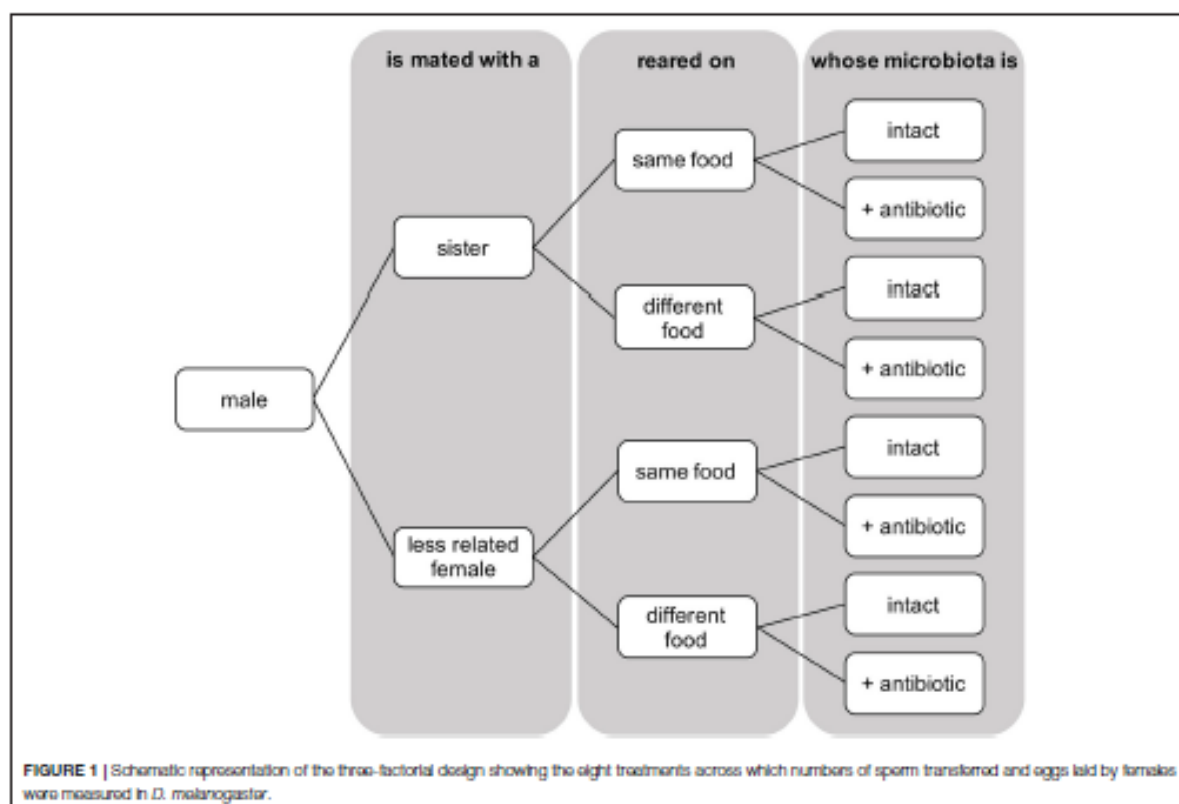 is mated with a
reared on
whose microbiota is
intact
same food
+ antibiotic
sister
intact
different
food
+ antibiotic
male
intact
same food
+ antibiotic
less related
female
intact
different
food
+ antibiotic
FIGURE 1 | Schematic representation of the three-factorial design showing the eight treatments across which numbers of sperm transferred and eggs laid by females
were measured in D. melanogaster.